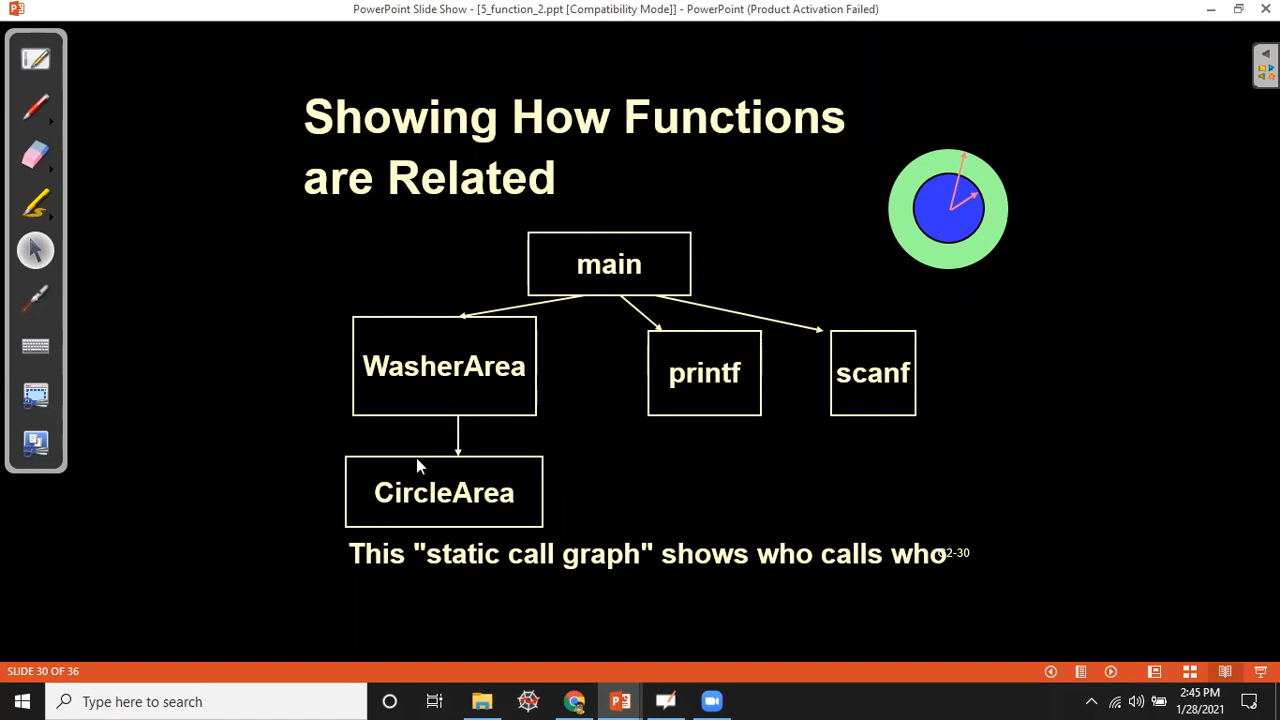 PowerPoint Slide Show - [5_function_2.ppt [Compatibility Mode]] - PowerPoint (Product Activation Failed)
Showing How Functions
are Related
main
WasherArea
printf
scanf
CircleArea
This "static call graph" shows who calls who
SLIDE 30 OF 36
Type here to search
2:45 PM
1/28/2021